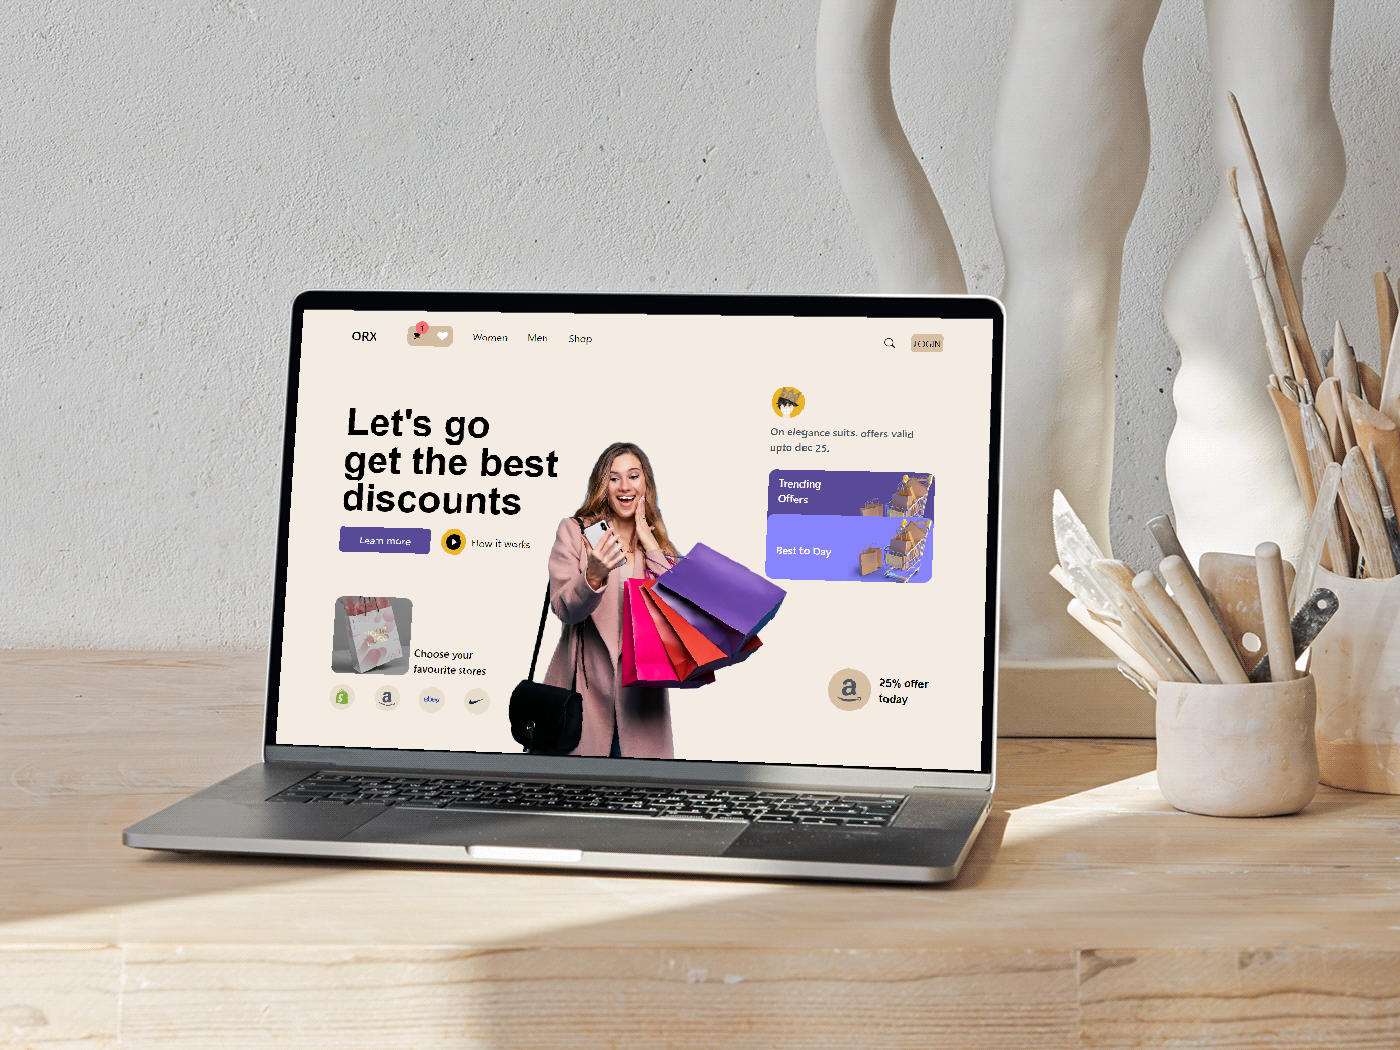 ORX
1
Women
Men
Shop
LOGIN
Let's go
get the best
discounts
Learn more
How it works
On elegance suits. offers valid
upto dec 25.
Trending
Offers
Best to Day
Choose your
favourite stores
ebay
25% offer
today